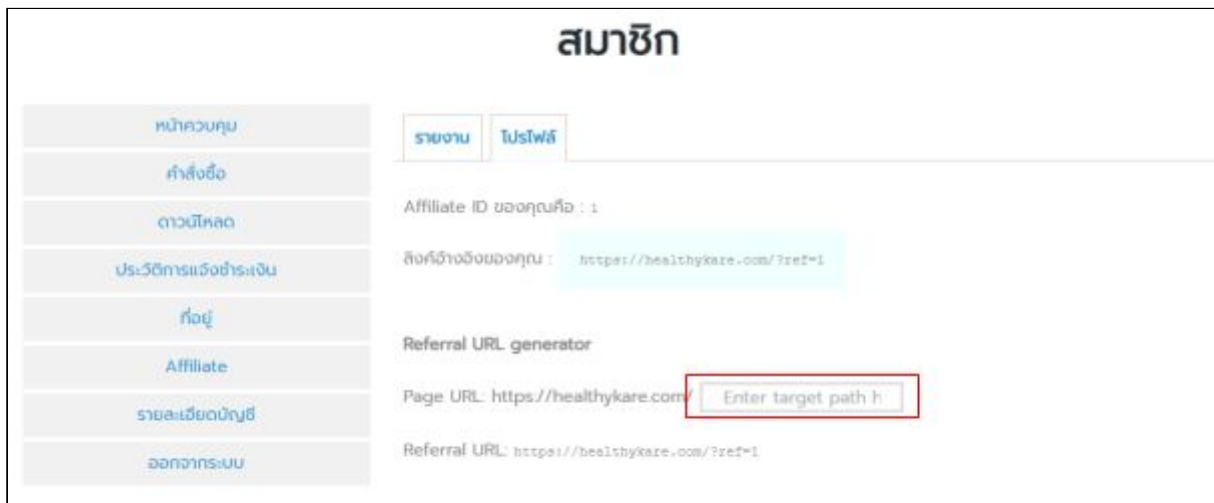 สมาชิก
หน้าควบคุม
คำสั่งซื้อ
ดาวน์โหลด
ประวัติการแจ้งชำระเงิน
ที่อยู่
Affiliate
รายละเอียดบัญชี
ออกจากระบบ
รายงาน โปรไฟล์
Affiliate ID ของคุณคือ : 1
ลิงค์อ้างอิงของคุณ : https://healthykare.com/?ref=1
Referral URL generator
Page URL: https://healthykare.com/ Enter target path h
Referral URL: https://healthykare.com/?ref=1